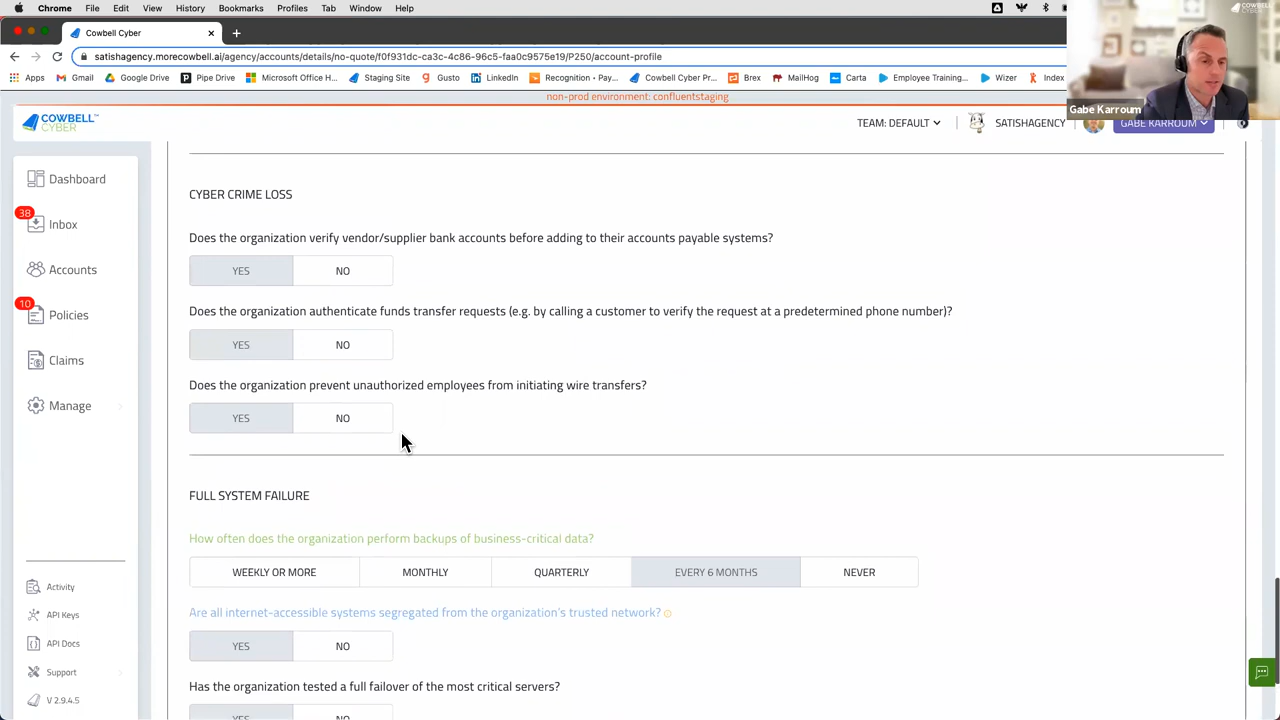 Chrome File Edit View History Bookmarks Profiles Tab Window Help
COWBELL
CYBER
Cowbell Cyber
satishagency.morecowbell.ai/agency/accounts/details/no-quote/f0f931dc-ca3c-4c86-96c5-faa0c9575e19/P250/account-profile
Apps Gmail Google Drive Pipe Drive Microsoft Office H... Staging Site Gusto LinkedIn Recognition • Pay... Cowbell Cyber Pr... Brex MailHog Carta Employee Training... Wizer Index
non-prod environment: confluentstaging
Gabe Karroum
COWBELL™
CYBER
TEAM: DEFAULT
SATISHAGENCY
GABE KARROUM
Dashboard
38
Inbox
Accounts
10
Policies
Claims
Manage
Activity
API Keys
API Docs
Support
V 2.9.4.5
CYBER CRIME LOSS
Does the organization verify vendor/supplier bank accounts before adding to their accounts payable systems?
YES NO
Does the organization authenticate funds transfer requests (e.g. by calling a customer to verify the request at a predetermined phone number)?
YES NO
Does the organization prevent unauthorized employees from initiating wire transfers?
YES NO
FULL SYSTEM FAILURE
How often does the organization perform backups of business-critical data?
WEEKLY OR MORE MONTHLY QUARTERLY EVERY 6 MONTHS NEVER
Are all internet-accessible systems segregated from the organization's trusted network?
YES NO
Has the organization tested a full failover of the most critical servers?
YES NO